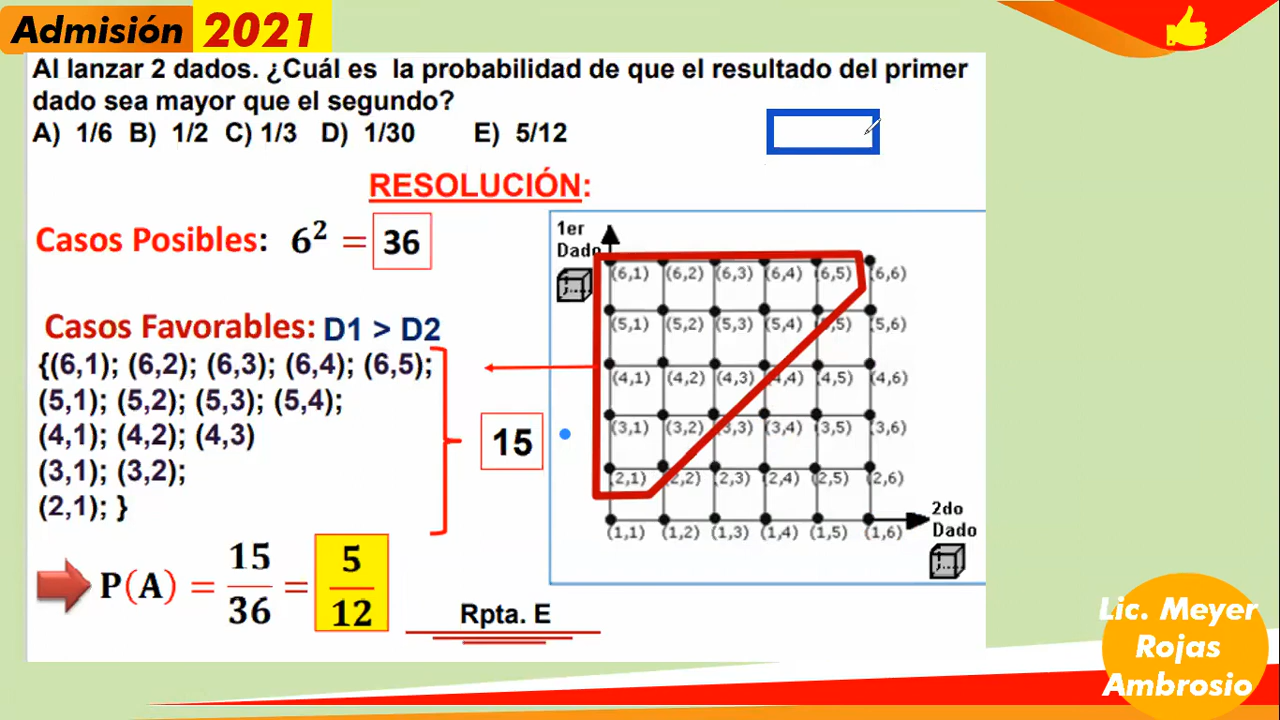 Admisión 2021
Al lanzar 2 dados. ¿Cuál es la probabilidad de que el resultado del primer
dado sea mayor que el segundo?
A) 1/6 B) 1/2 C) 1/3 D) 1/30 E) 5/12
RESOLUCIÓN:
Casos Posibles: 6² = 36
Casos Favorables: D1 > D2
{(6,1); (6,2); (6,3); (6,4); (6,5);
(5,1); (5,2); (5,3); (5,4);
(4,1); (4,2); (4,3)
(3,1); (3,2);
(2,1); }
15
P(A) = 15/36 = 5/12
Rpta. E
1er
Dado
(6,1) (6,2) (6,3) (6,4) (6,5) (6,6)
(5,1) (5,2) (5,3) (5,4) (5,5) (5,6)
(4,1) (4,2) (4,3) (4,4) (4,5) (4,6)
(3,1) (3,2) (3,3) (3,4) (3,5) (3,6)
(2,1) (2,2) (2,3) (2,4) (2,5) (2,6)
(1,1) (1,2) (1,3) (1,4) (1,5) (1,6)
2do
Dado
Lic. Meyer
Rojas
Ambrosio